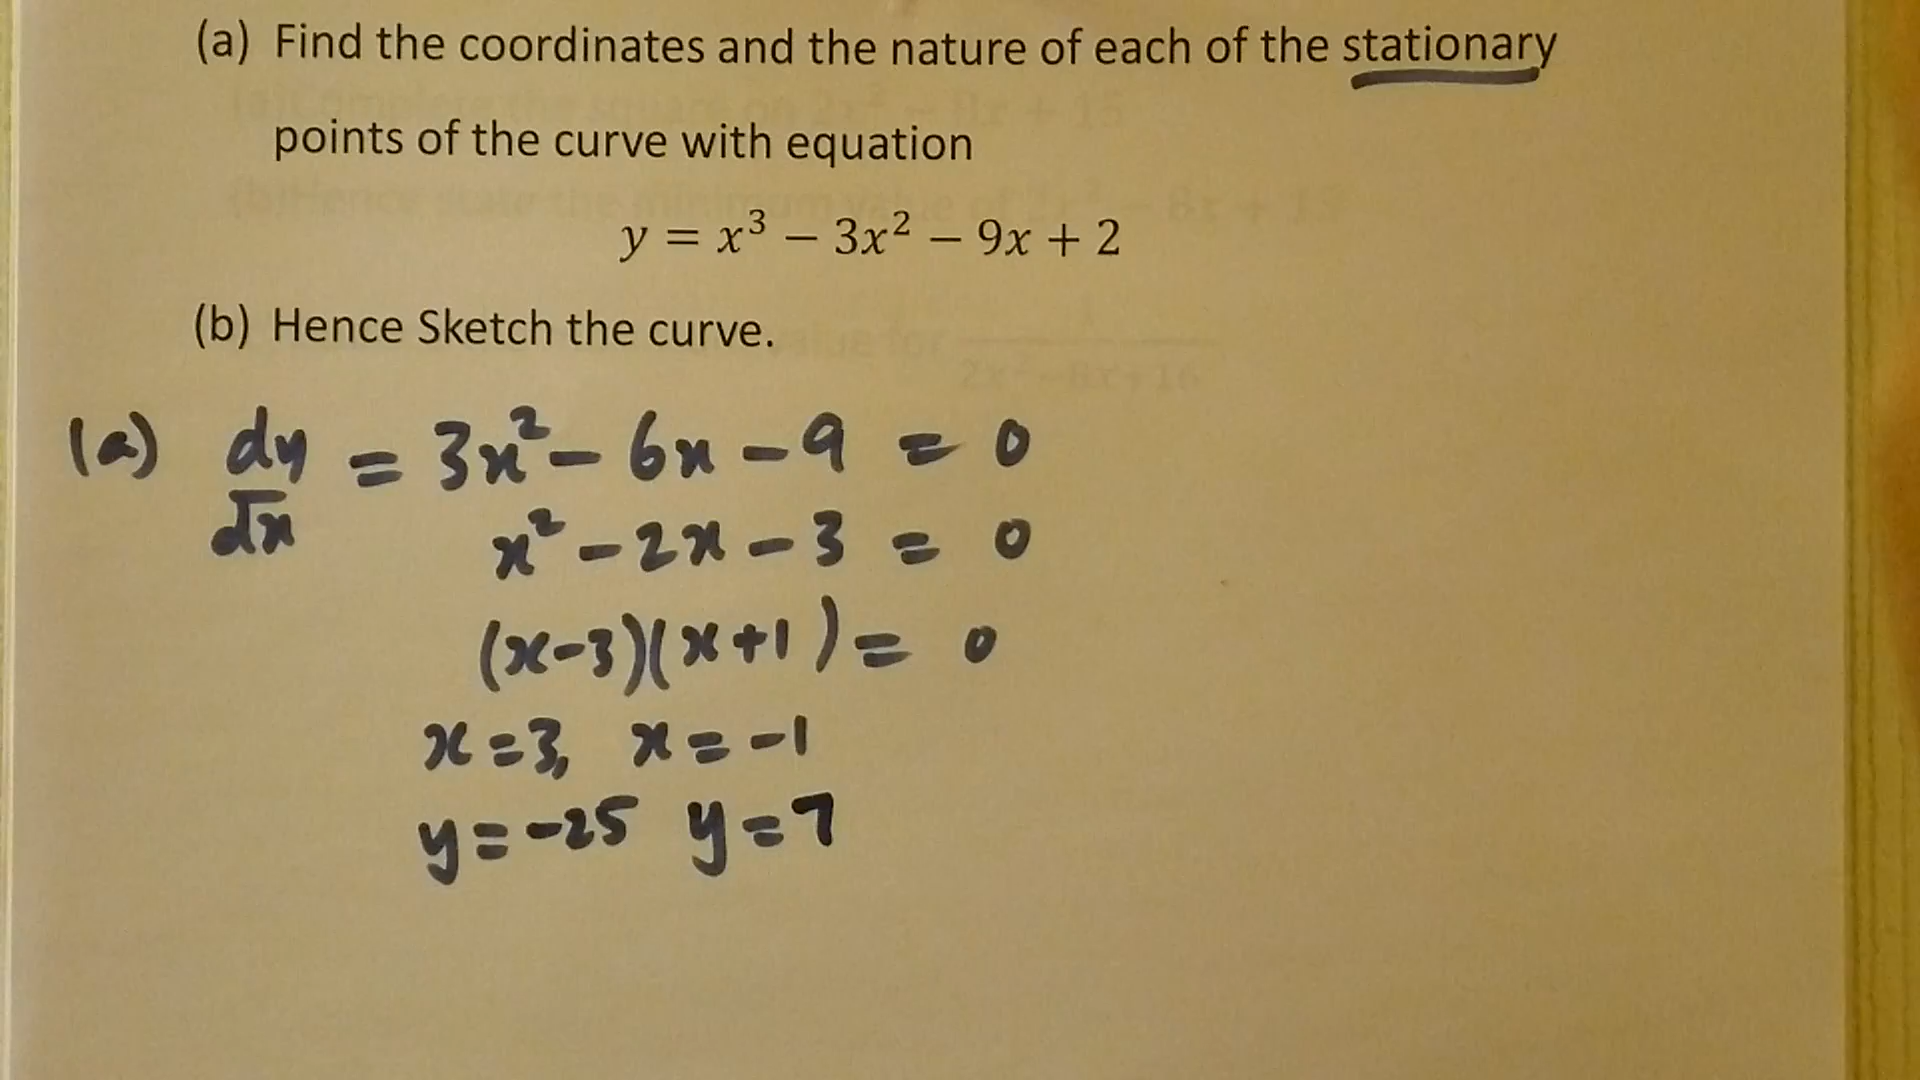 (a) Find the coordinates and the nature of each of the stationary
points of the curve with equation
y = x³ − 3x² − 9x + 2
(b) Hence Sketch the curve.
(a) dy/dx = 3x² − 6x − 9 = 0
x² − 2x − 3 = 0
(x−3)(x+1) = 0
x = 3, x = −1
y = −25 y = 7